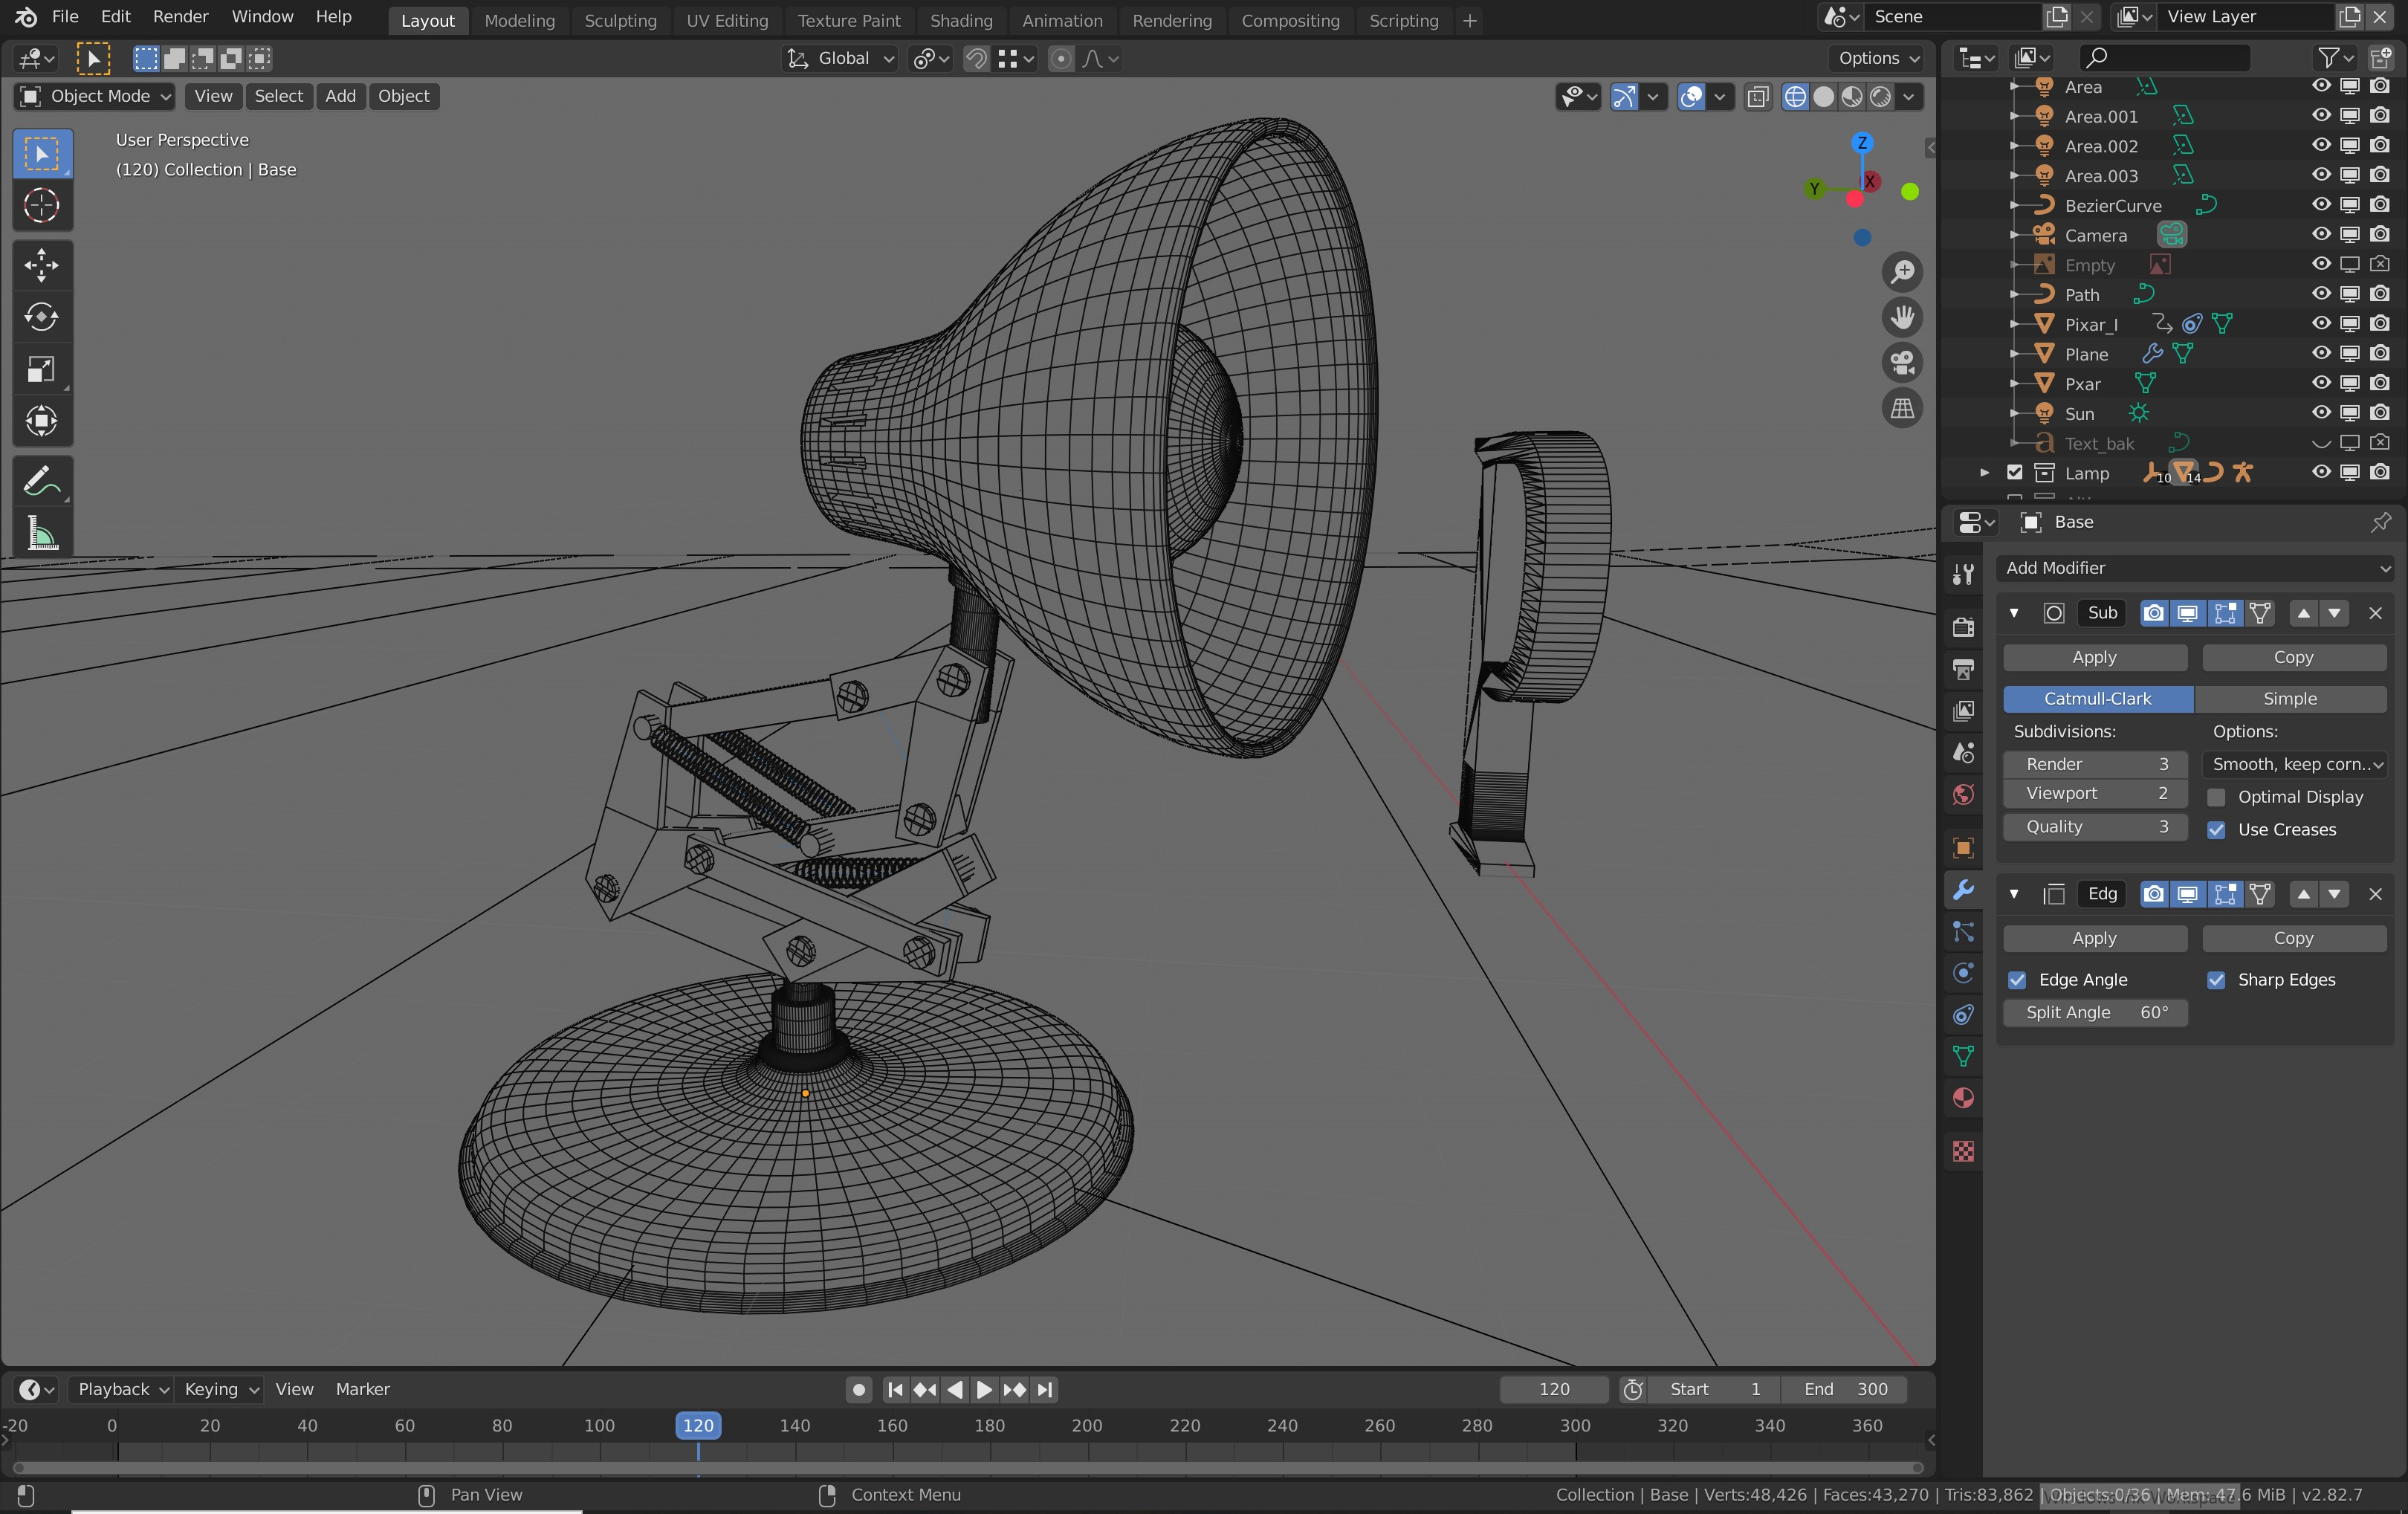 File Edit Render Window Help Layout Modeling Sculpting UV Editing Texture Paint Shading Animation Rendering Compositing Scripting + Scene View Layer
Global Options
Object Mode View Select Add Object
User Perspective
(120) Collection | Base
Z
Y X
Area
Area.001
Area.002
Area.003
BezierCurve
Camera
Empty
Path
Pixar_I
Plane
Pxar
Sun
Text_bak
Lamp 10 14
Base
Add Modifier
Sub
Apply Copy
Catmull-Clark Simple
Subdivisions: Options:
Render 3 Smooth, keep corn..
Viewport 2 Optimal Display
Quality 3 Use Creases
Edg
Apply Copy
Edge Angle Sharp Edges
Split Angle 60°
Playback Keying View Marker 120 Start 1 End 300
-20 0 20 40 60 80 100 120 140 160 180 200 220 240 260 280 300 320 340 360
Pan View Context Menu Collection | Base | Verts:48,426 | Faces:43,270 | Tris:83,862 | Objects:0/36 | Mem: 47.6 MiB | v2.82.7